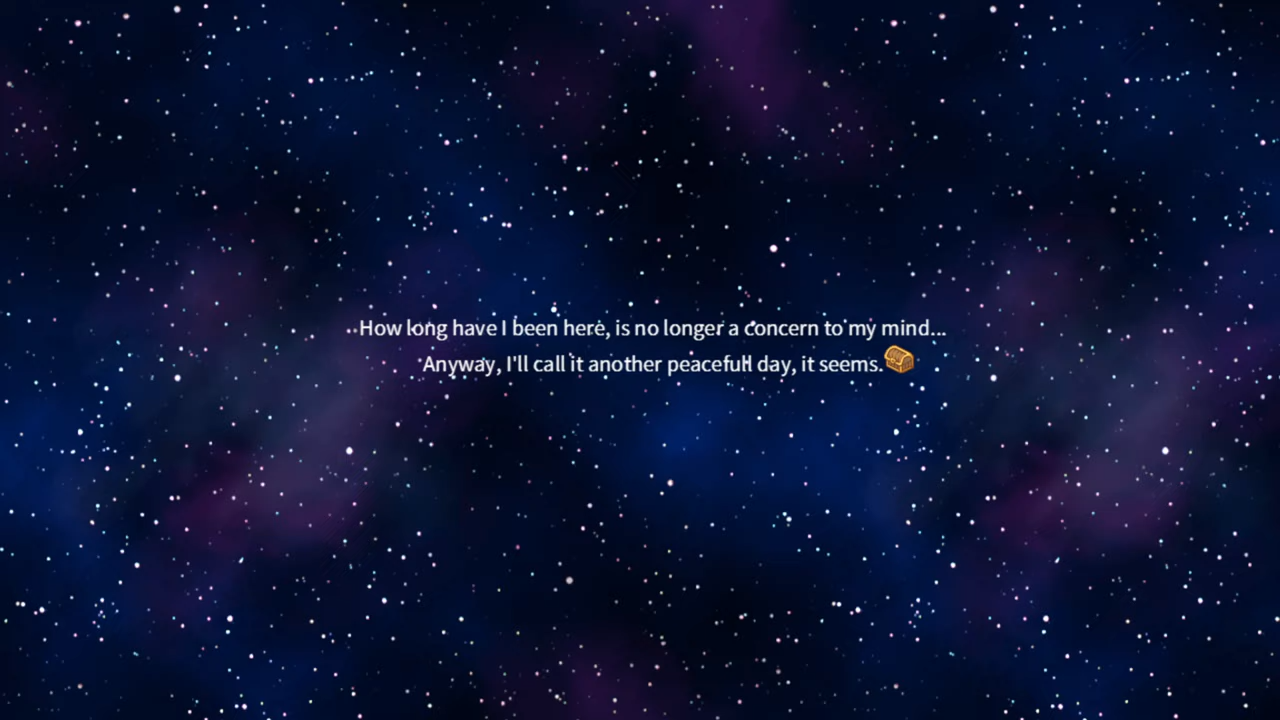 How long have I been here, is no longer a concern to my mind...
Anyway, I'll call it another peacefull day, it seems.